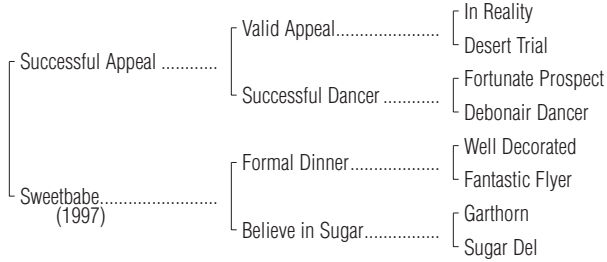 In Reality
Valid Appeal..................
Desert Trial
Successful Appeal ............
Fortunate Prospect
Successful Dancer ............
Debonair Dancer
Well Decorated
Formal Dinner..................
Fantastic Flyer
Sweetbabe.........................
(1997)
Garthorn
Believe in Sugar................
Sugar Del